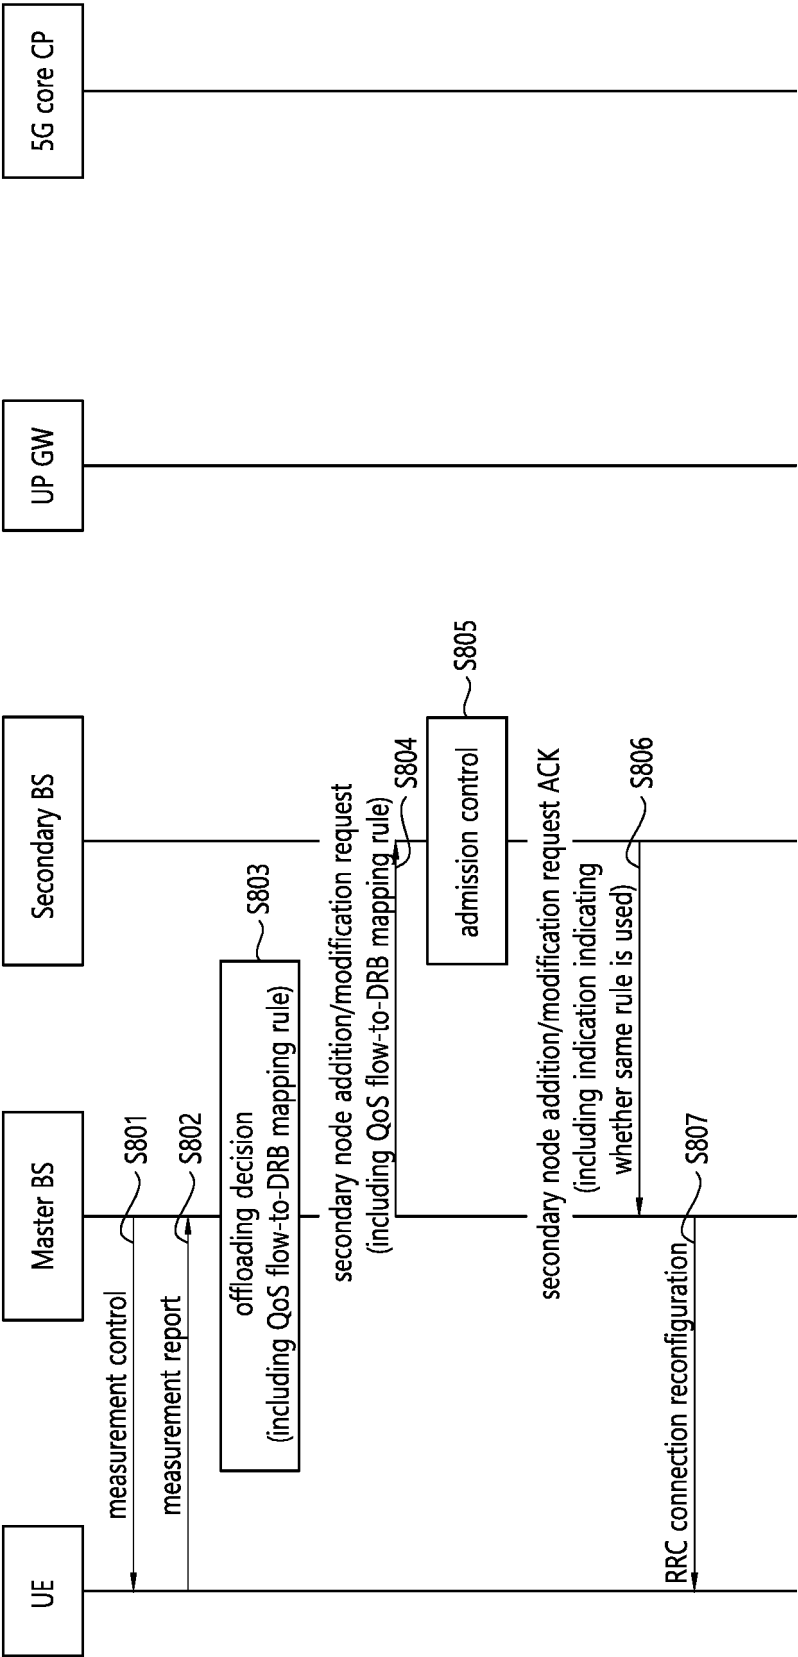 UE
Master BS
Secondary BS
UP GW
5G core CP
measurement control
S801
measurement report
S802
offloading decision
(including QoS flow-to-DRB mapping rule)
S803
secondary node addition/modification request
(including QoS flow-to-DRB mapping rule)
S804
admission control
S805
secondary node addition/modification request ACK
(including indication indicating
whether same rule is used)
S806
RRC connection reconfiguration
S807